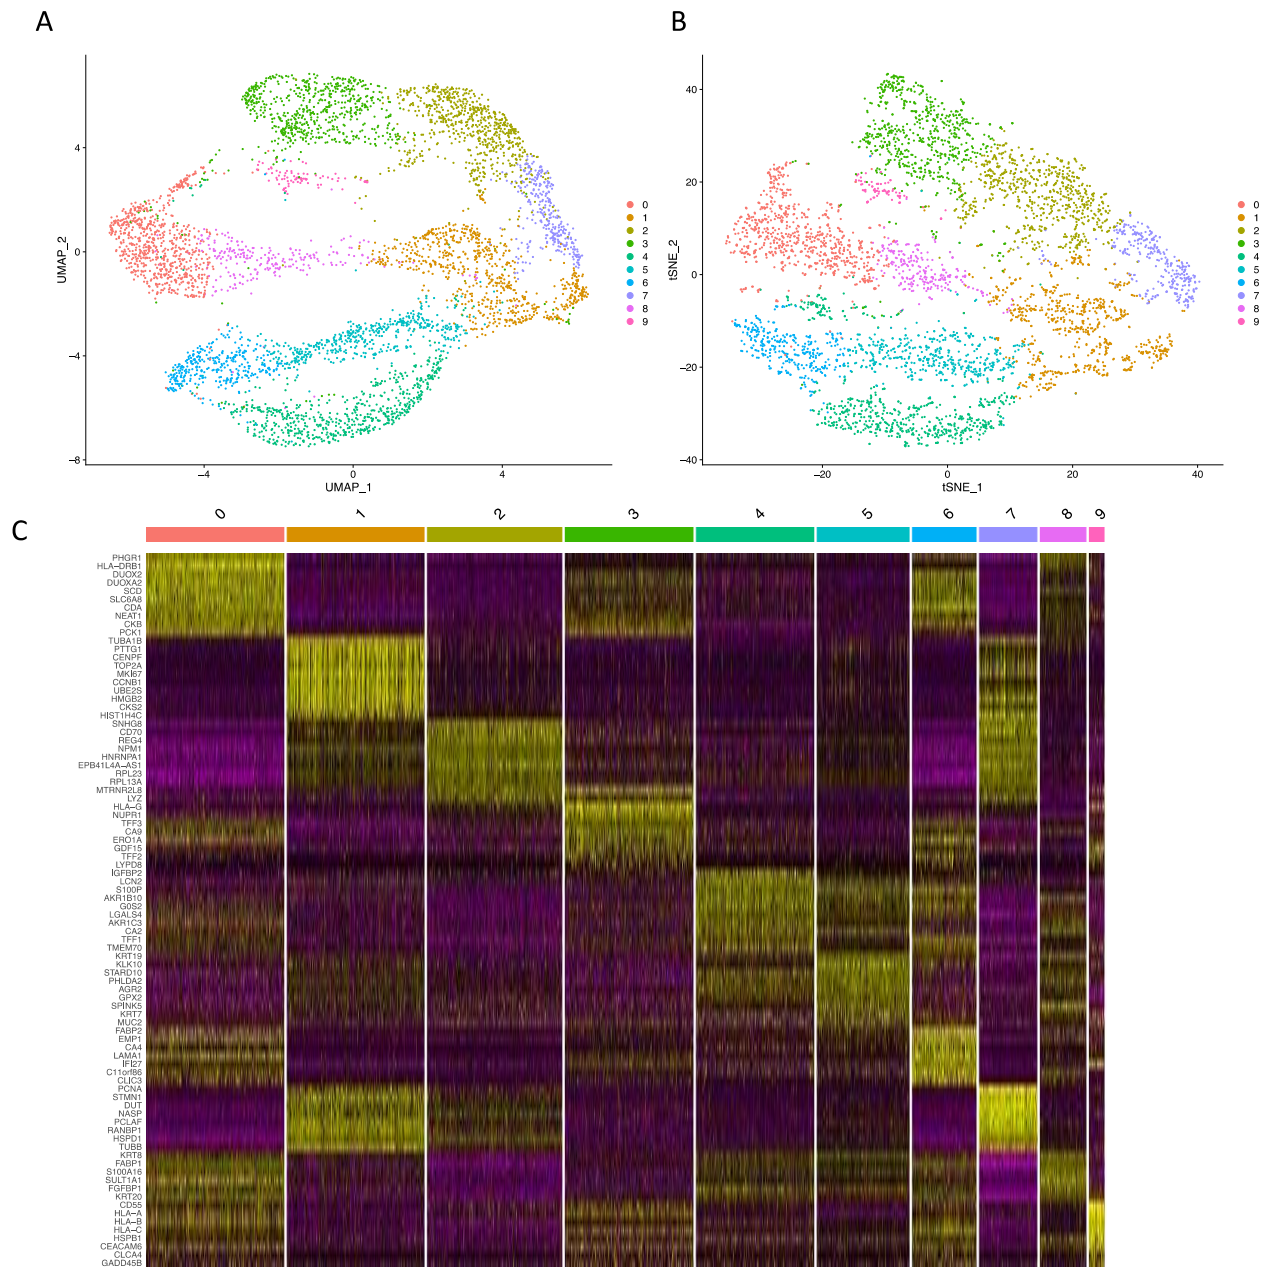 A
B
4
0
−4
−8
UMAP_2
−4
0
4
UMAP_1
0
1
2
3
4
5
6
7
8
9
40
20
0
−20
−40
tSNE_2
−20
0
20
40
tSNE_1
0
1
2
3
4
5
6
7
8
9
C
0
1
2
3
4
5
6
7
8
9
PHGR1
HLA−DRB1
DUOX2
DUOXA2
SCD
SLC6A8
CDA
NEAT1
CKB
PCK1
TUBA1B
PTTG1
CENPF
TOP2A
MKI67
CCNB1
UBE2S
HMGB2
CKS2
HIST1H4C
SNHG8
CD70
REG4
NPM1
HNRNPA1
EPB41L4A−AS1
RPL23
RPL13A
MTRNR2L8
LYZ
HLA−G
NUPR1
TFF3
CA9
ERO1A
GDF15
TFF2
LYPD8
IGFBP2
LCN2
S100P
AKR1B10
G0S2
LGALS4
AKR1C3
CA2
TFF1
TMEM70
KRT19
KLK10
STARD10
PHLDA2
AGR2
GPX2
SPINK5
KRT7
MUC2
FABP2
EMP1
CA4
LAMA1
IFI27
C11orf86
CLIC3
PCNA
STMN1
DUT
NASP
PCLAF
RANBP1
HSPD1
TUBB
KRT8
FABP1
S100A16
SULT1A1
FGFBP1
KRT20
CD55
HLA−A
HLA−B
HLA−C
HSPB1
CEACAM6
CLCA4
GADD45B